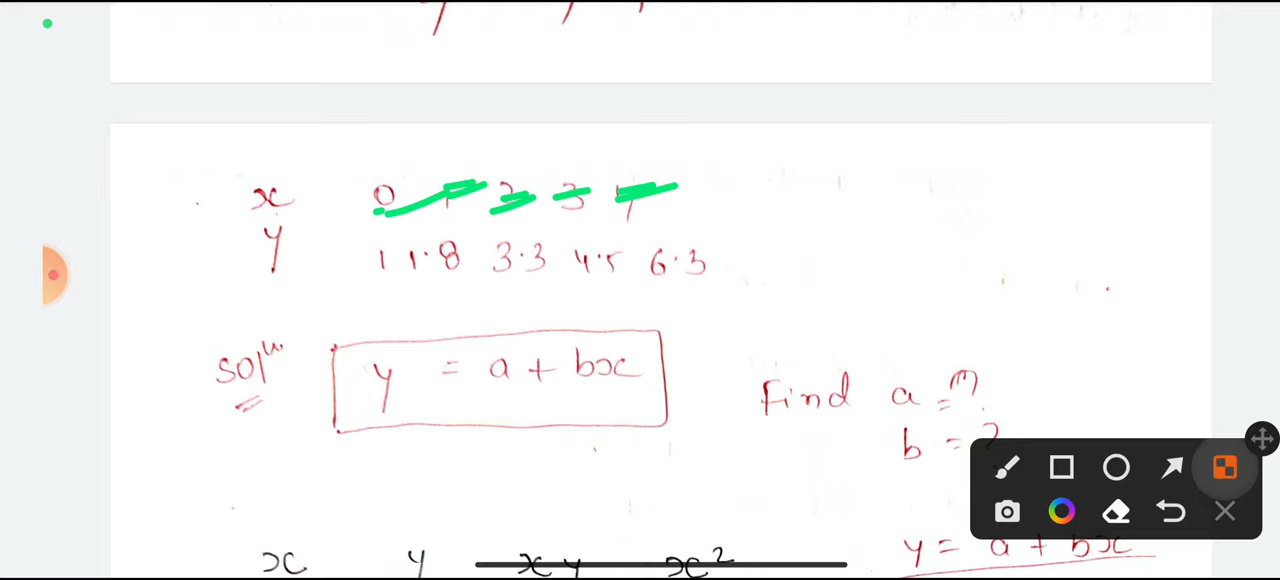 x 0 1 2 3 4
y 1 1.8 3.3 4.5 6.3
Sol^n y = a + bx
Find a = ?
b = ?
y = a + bx
x y xy x²